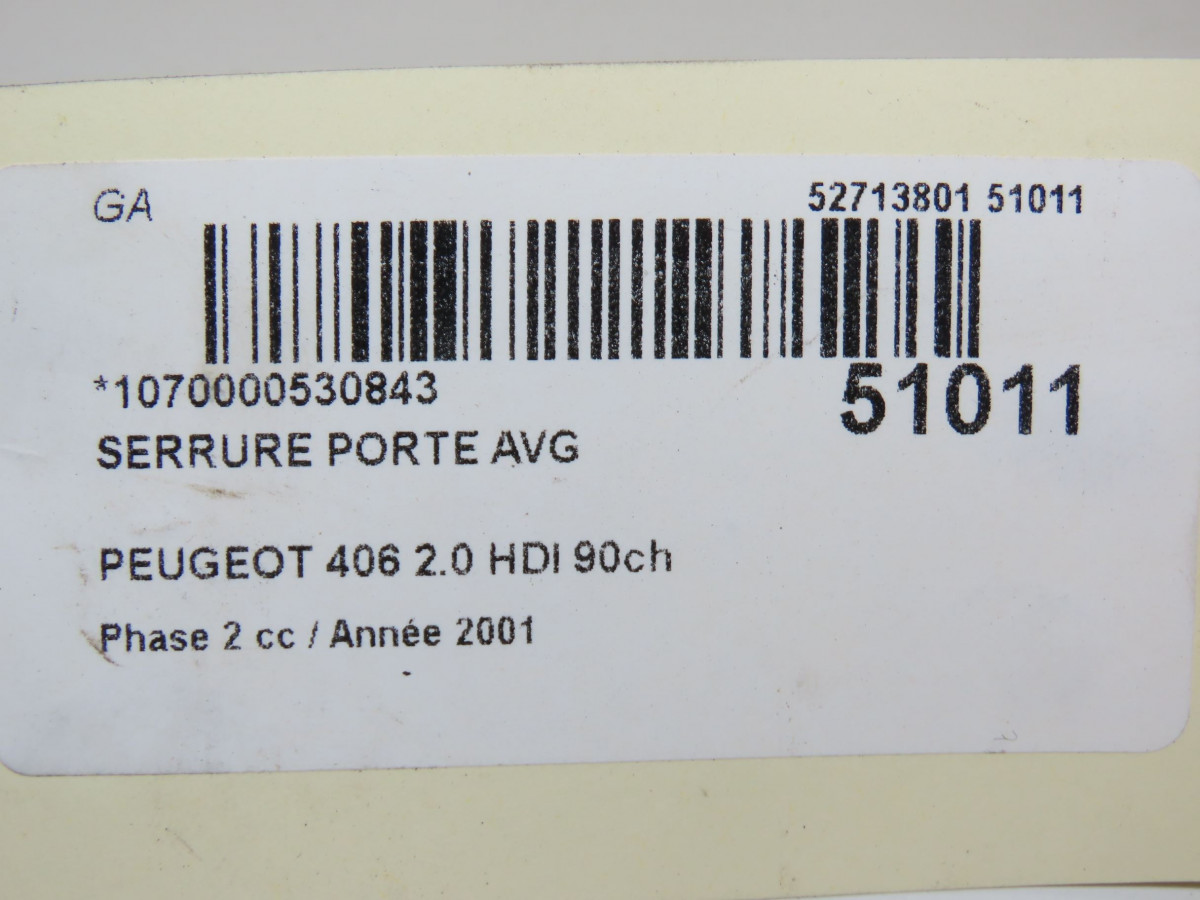 GA
52713801 51011
*1070000530843
51011
SERRURE PORTE AVG
PEUGEOT 406 2.0 HDI 90ch
Phase 2 cc / Année 2001